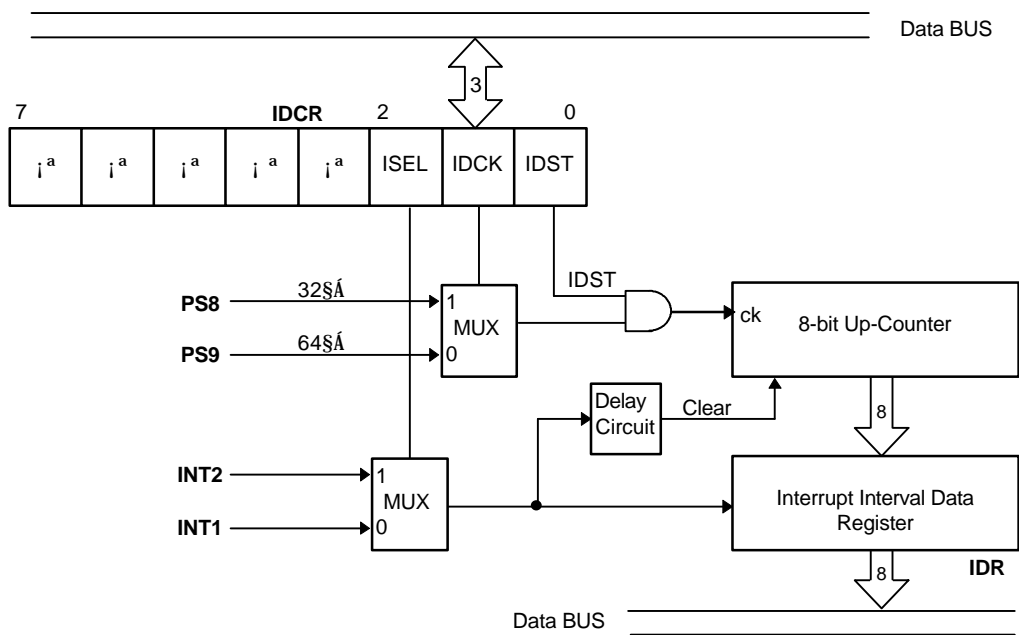 Data BUS
3
7 IDCR 2 0
¡ª ¡ª ¡ª ¡ª ¡ª ISEL IDCK IDST
IDST
PS8 32§Á 1
MUX
PS9 64§Á 0
ck 8-bit Up-Counter
Delay
Circuit
Clear
8
INT2 1
MUX
INT1 0
Interrupt Interval Data
Register
IDR
8
Data BUS